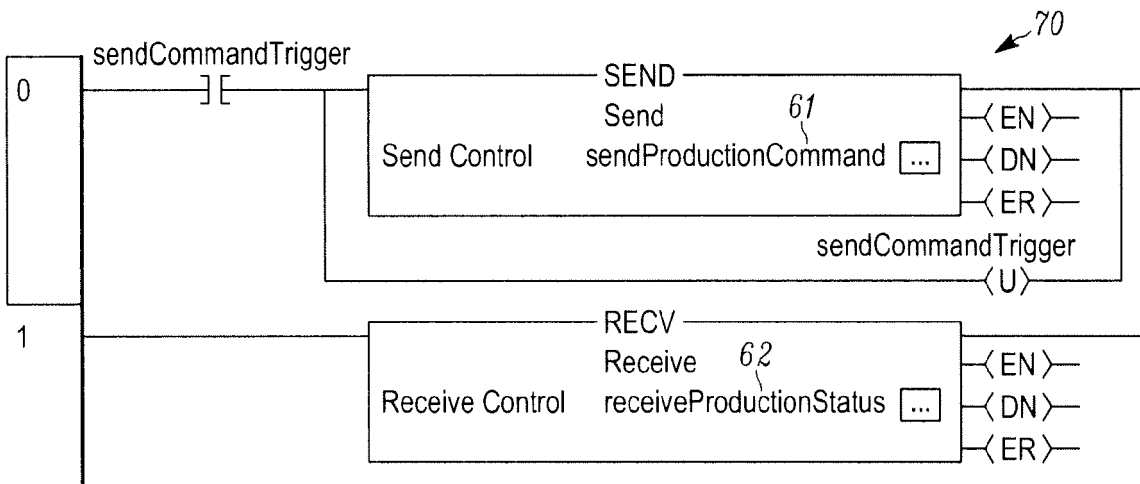 70
sendCommandTrigger
0
SEND
Send
61
EN
Send Control sendProductionCommand ...
DN
ER
sendCommandTrigger
U
1
RECV
Receive
62
EN
Receive Control receiveProductionStatus ...
DN
ER